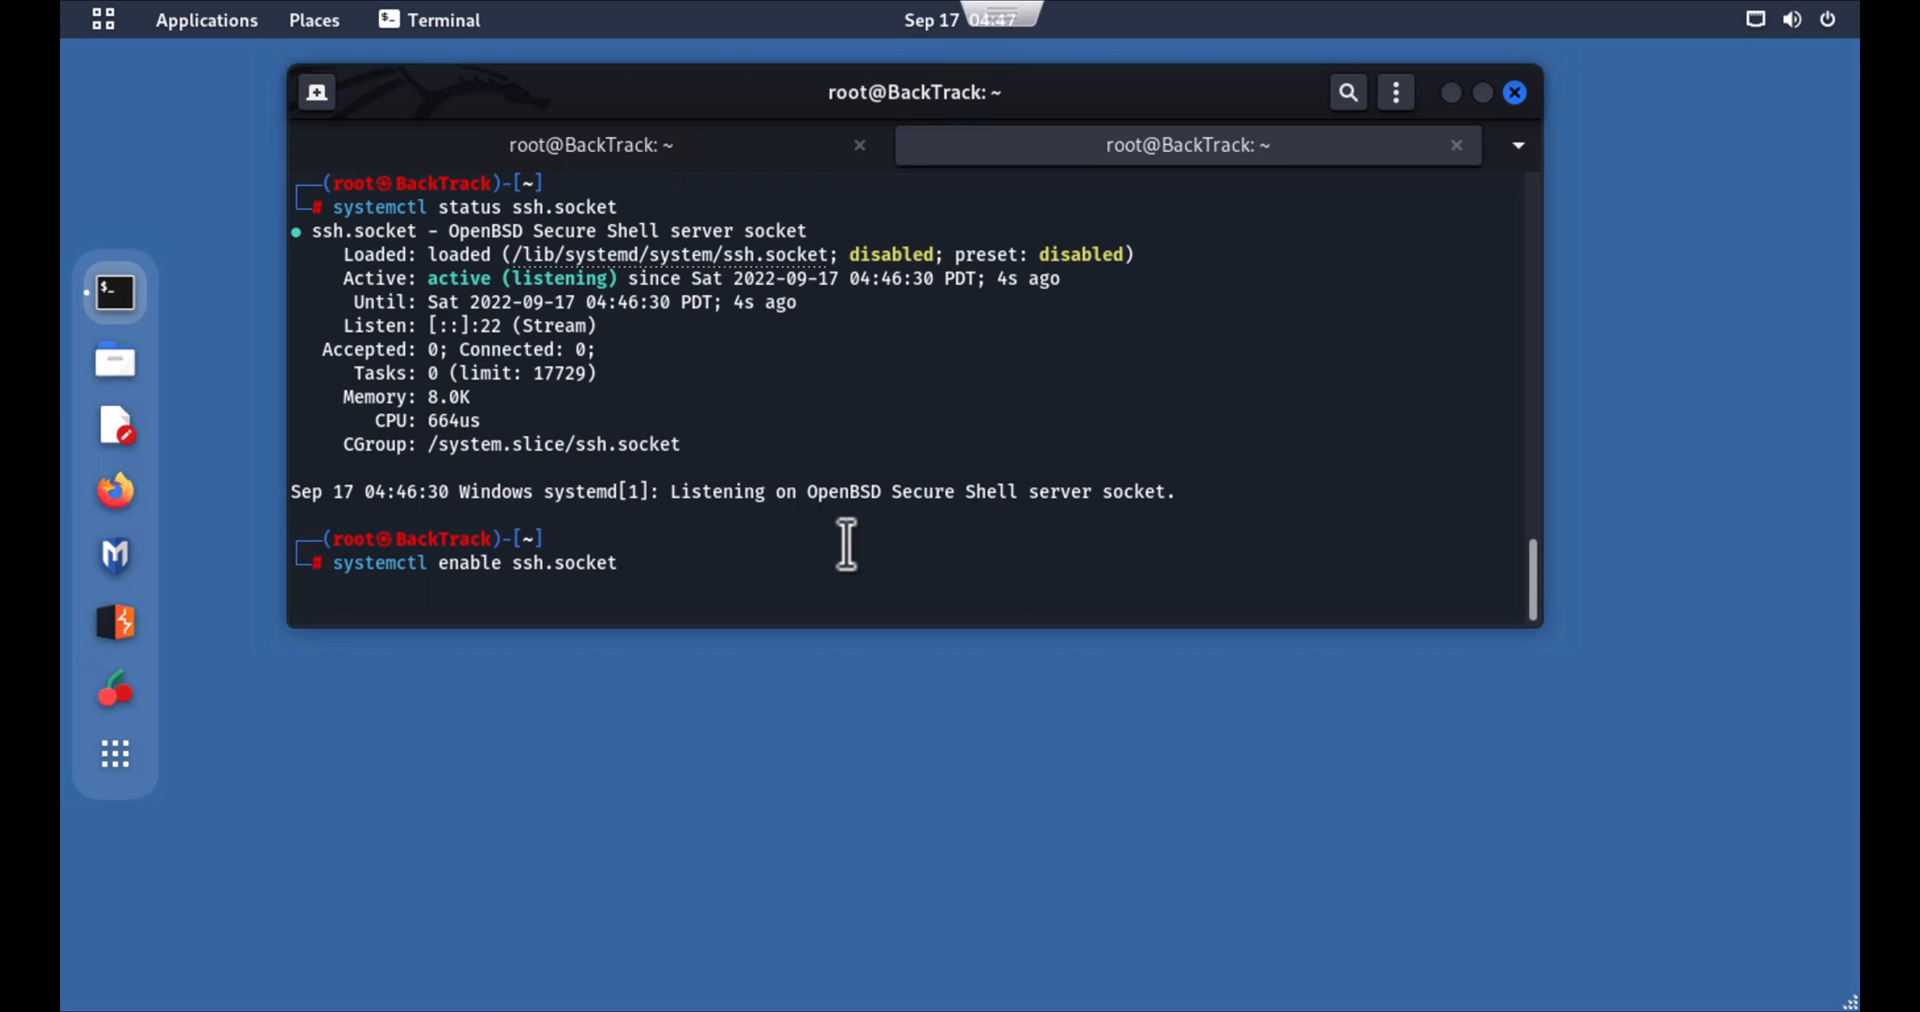 Applications Places Terminal Sep 17 04:47
root@BackTrack: ~
root@BackTrack: ~ root@BackTrack: ~
┌──(root㉿BackTrack)-[~]
└─# systemctl status ssh.socket
● ssh.socket - OpenBSD Secure Shell server socket
Loaded: loaded (/lib/systemd/system/ssh.socket; disabled; preset: disabled)
Active: active (listening) since Sat 2022-09-17 04:46:30 PDT; 4s ago
Until: Sat 2022-09-17 04:46:30 PDT; 4s ago
Listen: [::]:22 (Stream)
Accepted: 0; Connected: 0;
Tasks: 0 (limit: 17729)
Memory: 8.0K
CPU: 664us
CGroup: /system.slice/ssh.socket
Sep 17 04:46:30 Windows systemd[1]: Listening on OpenBSD Secure Shell server socket.
┌──(root㉿BackTrack)-[~]
└─# systemctl enable ssh.socket